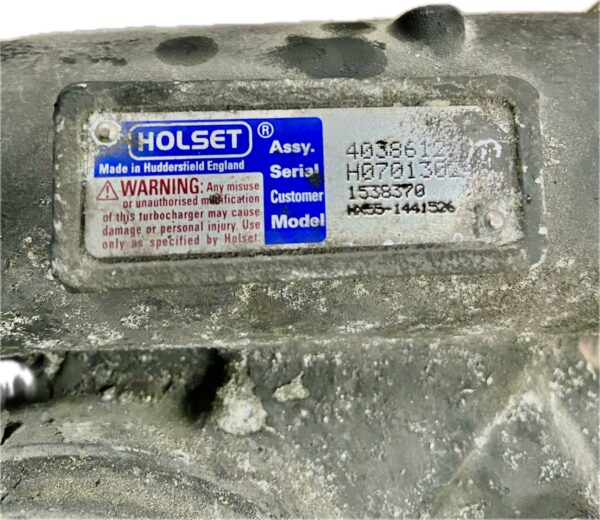 HOLSET ®
Made in Huddersfield England
WARNING: Any misuse
or unauthorised modification
of this turbocharger may cause
damage or personal injury. Use
only as specified by Holset.
Assy. 4038612
Serial
Customer 1538370
Model HX55-1441526